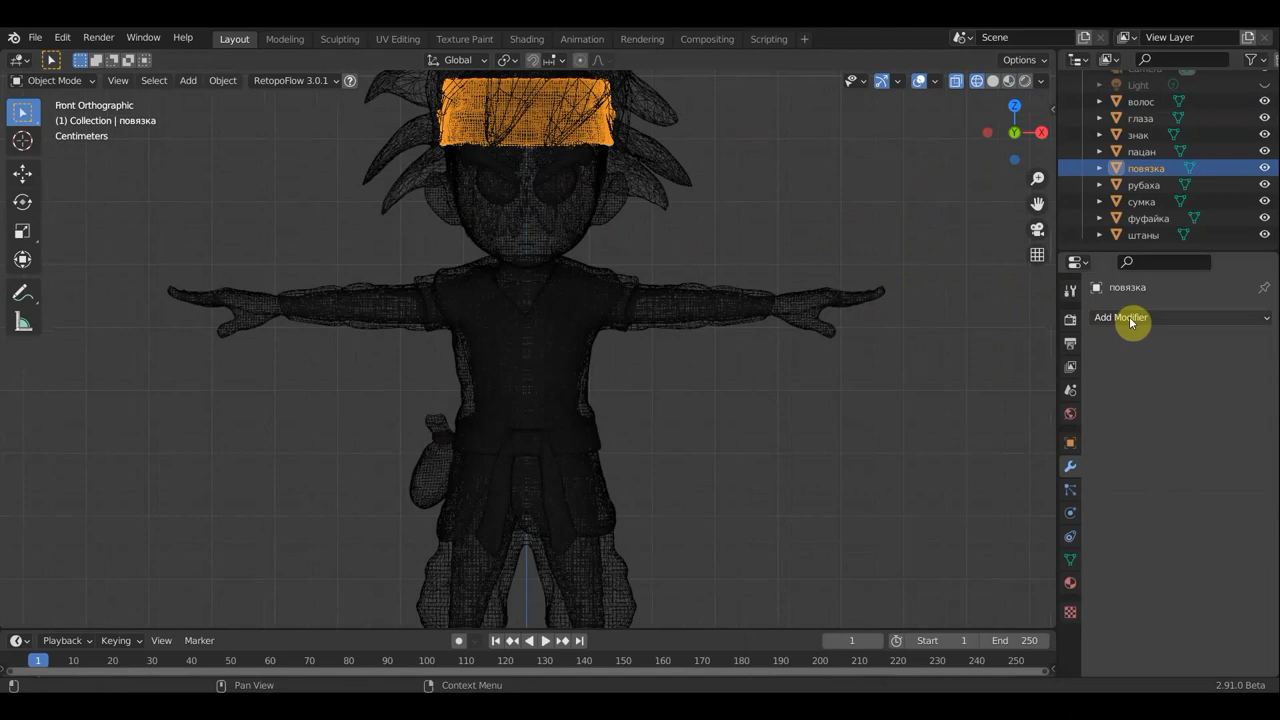 File Edit Render Window Help Layout Modeling Sculpting UV Editing Texture Paint Shading Animation Rendering Compositing Scripting + Scene View Layer
Global Options
Object Mode View Select Add Object RetopoFlow 3.0.1
Front Orthographic
(1) Collection | повязка
Centimeters
Light
волос
глаза
знак
пацан
повязка
рубаха
сумка
фуфайка
штаны
повязка
Add Modifier
Playback Keying View Marker 1 Start 1 End 250
1 10 20 30 40 50 60 70 80 90 100 110 120 130 140 150 160 170 180 190 200 210 220 230 240 250
Pan View Context Menu 2.91.0 Beta